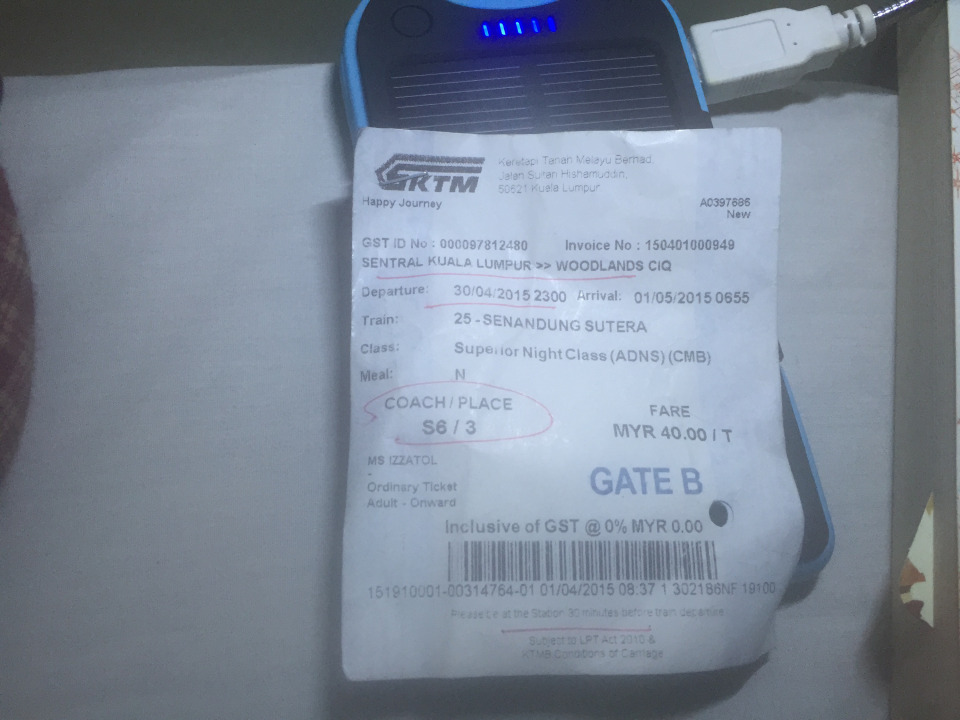 KTM
Keretapi Tanah Melayu Berhad,
Jalan Sultan Hishamuddin,
50621 Kuala Lumpur
Happy Journey
A0397686
New
GST ID No : 000097812480 Invoice No : 150401000949
SENTRAL KUALA LUMPUR >> WOODLANDS CIQ
Departure: 30/04/2015 2300 Arrival: 01/05/2015 0655
Train: 25 - SENANDUNG SUTERA
Class: Superior Night Class (ADNS) (CMB)
Meal: N
COACH / PLACE
S6 / 3
FARE
MYR 40.00 / T
MS IZZATOL
-
Ordinary Ticket
Adult - Onward
GATE B
Inclusive of GST @ 0% MYR 0.00
151910001-00314764-01 01/04/2015 08:37 1 302186NF 19100
Please be at the Station 30 minutes before train departure
Subject to LPT Act 2010 &
KTMB Conditions of Carriage